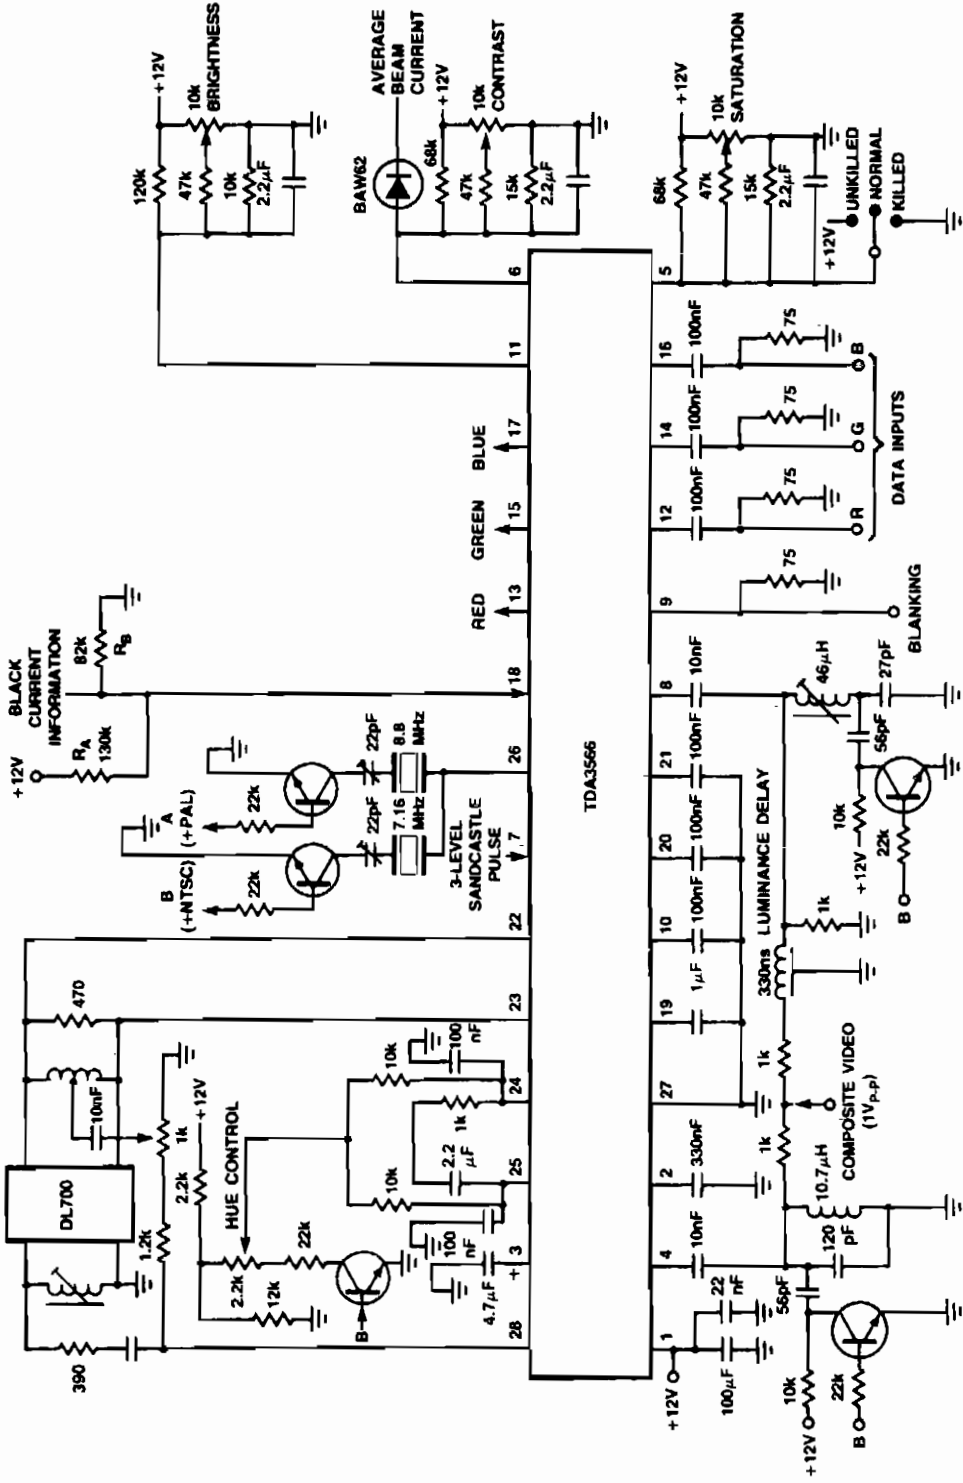 +12V
10k
BRIGHTNESS
120k
47k
10k
2.2μF
AVERAGE
BEAM
CURRENT
BAW62
+12V
10k
CONTRAST
68k
47k
15k
2.2μF
+12V
10k
SATURATION
68k
47k
15k
2.2μF
+12V
UNKILLED
NORMAL
KILLED
11
6
5
BLUE
17
GREEN
15
RED
13
16
100nF
75
B
14
100nF
75
G
12
100nF
75
R
DATA INPUTS
9
75
BLANKING
BLACK
CURRENT
INFORMATION
82k
RB
+12V
RA
130k
18
8
10nF
46μH
27pF
56pF
10k
+12V
22k
B
A
(+PAL)
22k
22pF
8.8
MHz
26
B
(+NTSC)
22k
22pF
7.16
MHz
3-LEVEL
SANDCASTLE
PULSE
7
TDA3566
21
100nF
20
100nF
10
100nF
19
1μF
27
LUMINANCE DELAY
330ns
1k
1k
1k
COMPOSITE VIDEO
(1VP-P)
22
23
470
10nF
DL700
1k
1.2k
390
+12V
2.2k
HUE CONTROL
2.2k
22k
12k
B
10k
100
nF
24
1k
10k
2.2
μF
25
100
nF
+
3
4.7μF
28
2
330nF
4
10nF
10.7μH
120
pF
56pF
1
22
nF
100μF
+12V
10k
+12V
22k
B